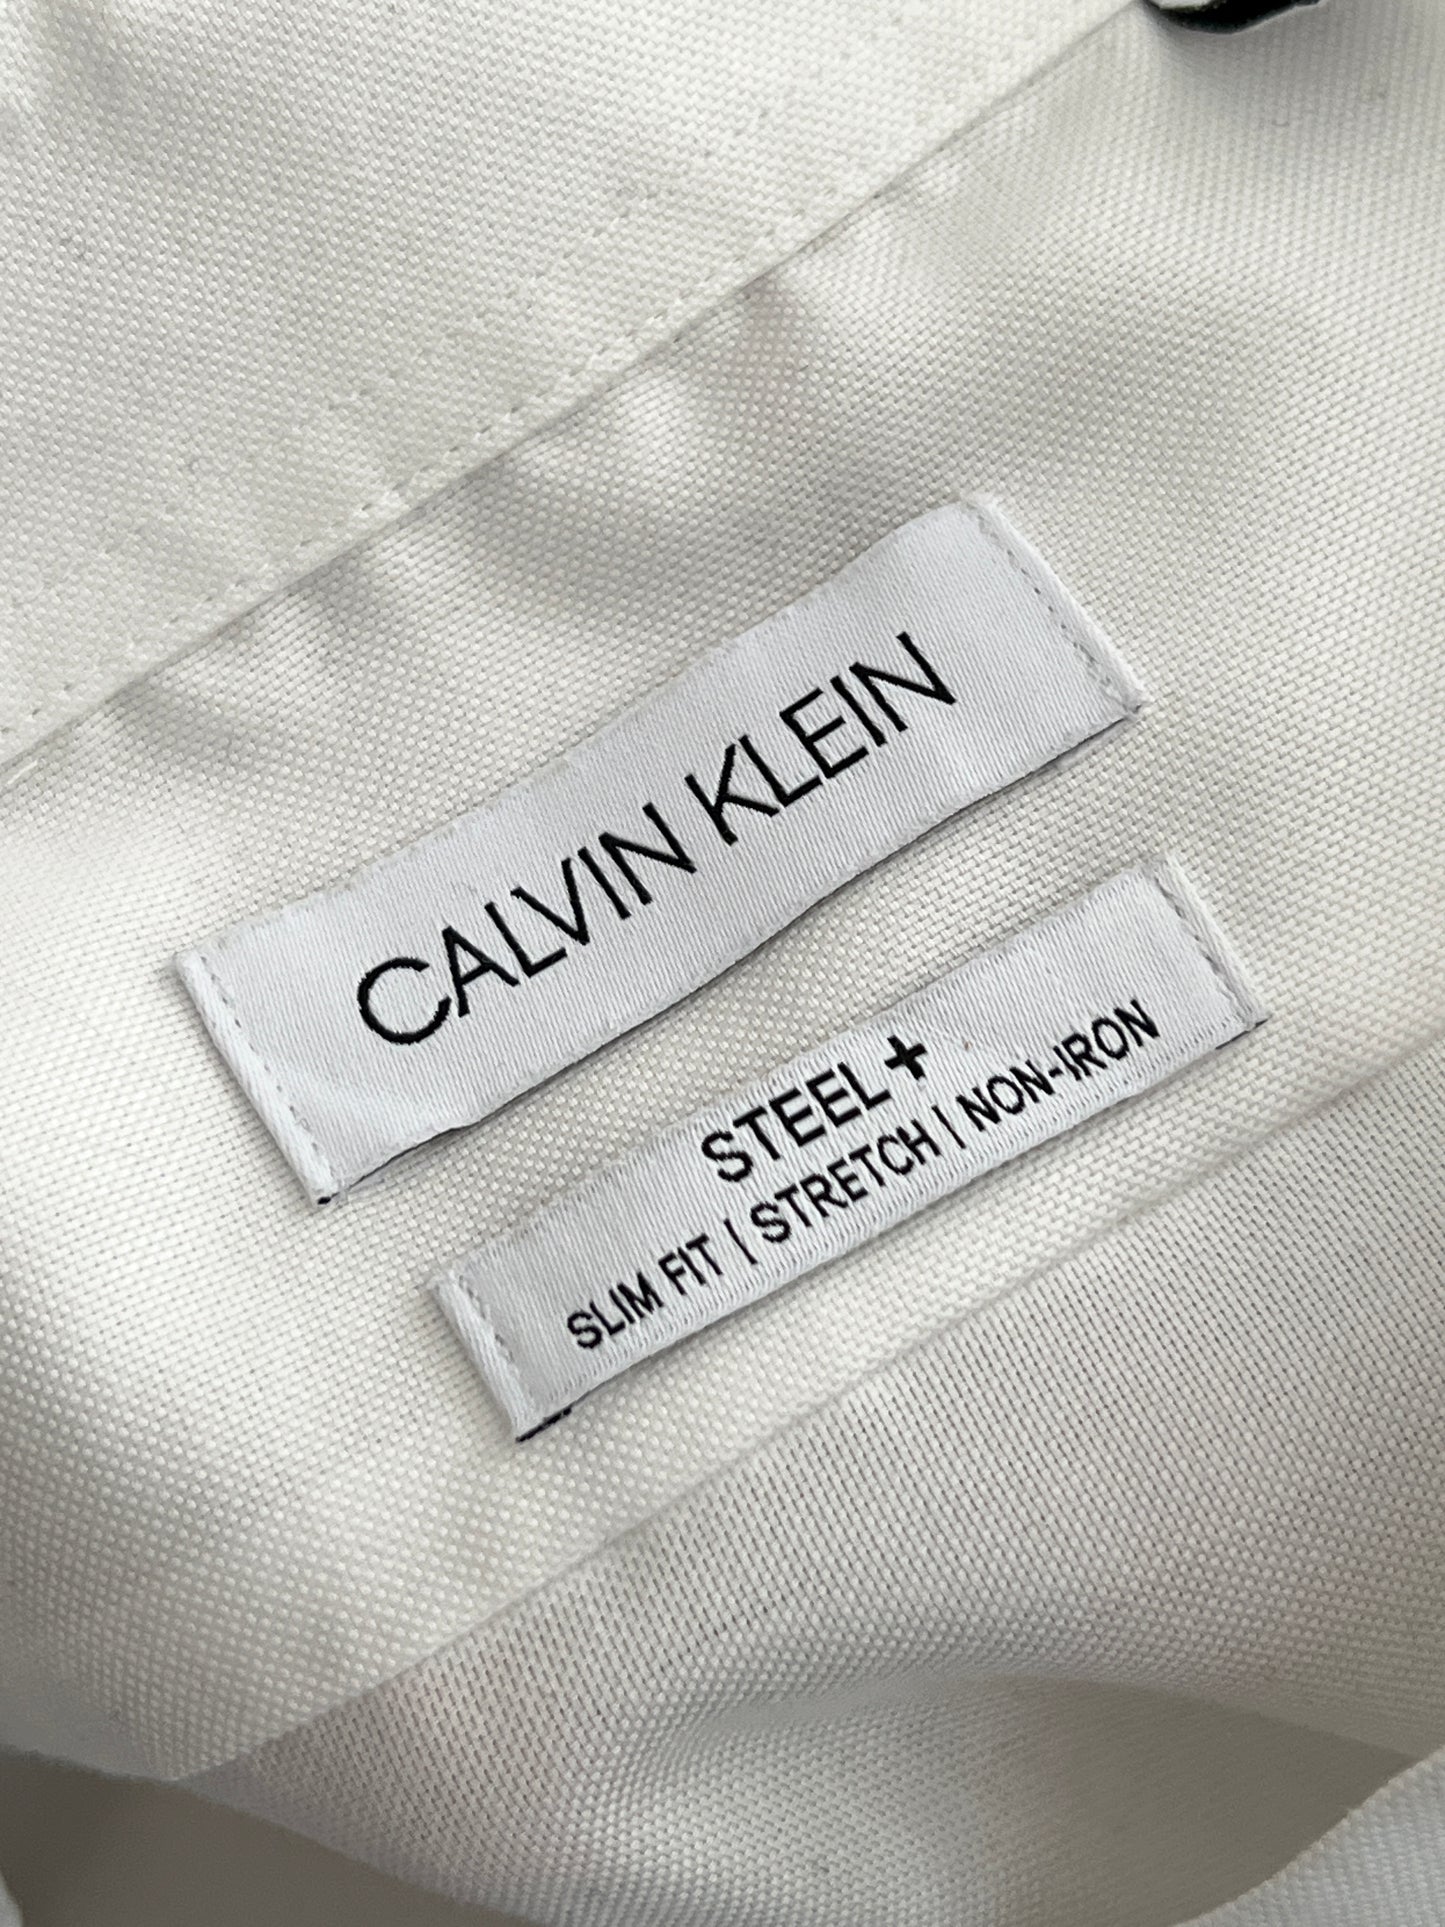 CALVIN KLEIN
STEEL +
SLIM FIT | STRETCH | NON-IRON